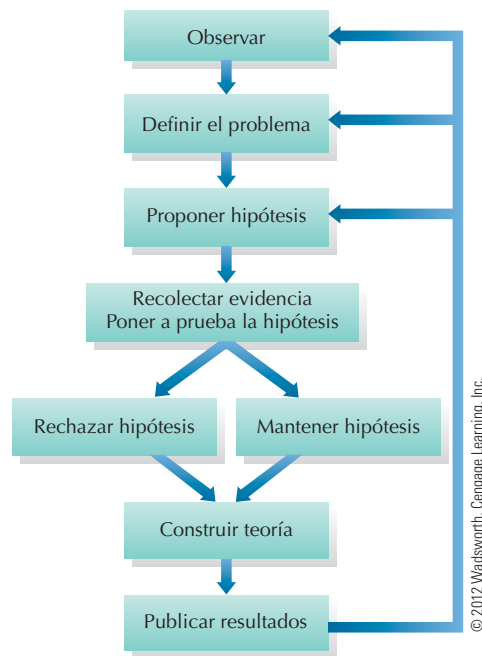 Observar
Definir el problema
Proponer hipótesis
Recolectar evidencia
Poner a prueba la hipótesis
Rechazar hipótesis
Mantener hipótesis
Construir teoría
Publicar resultados
© 2012 Wadsworth, Cengage Learning, Inc.